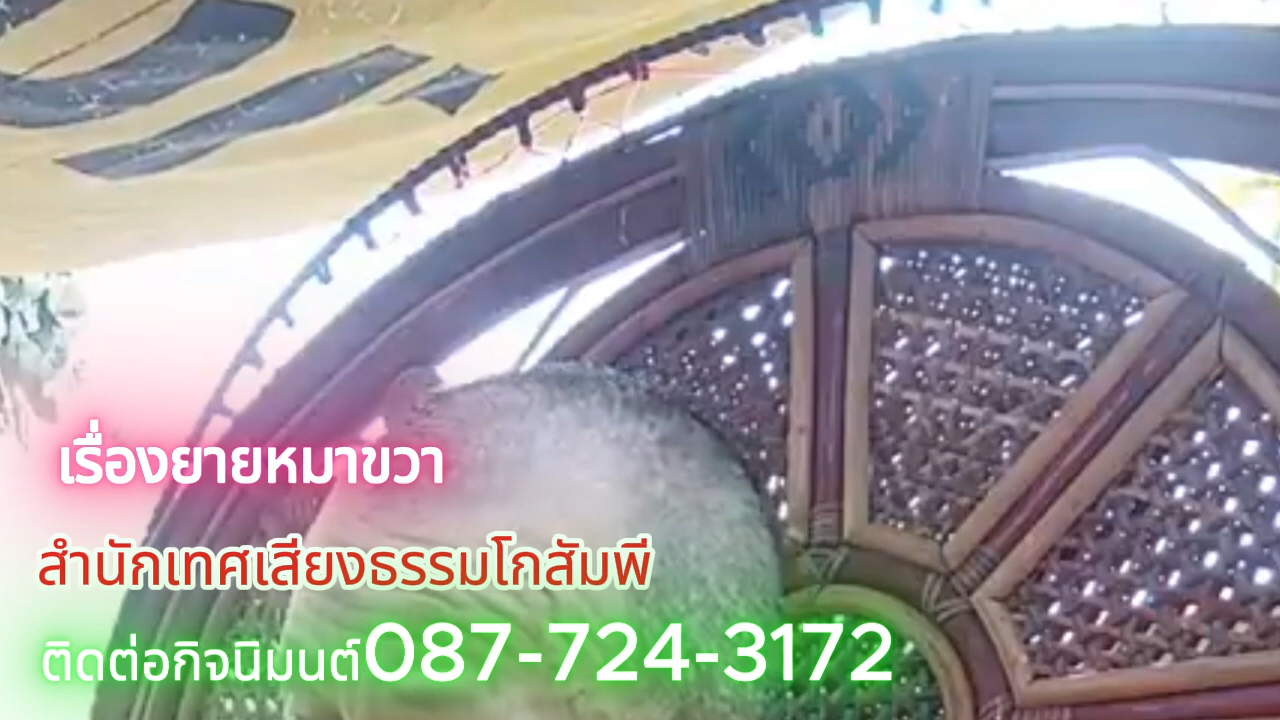 เรื่องยายหมาขวา
สำนักเทศเสียงธรรมโกสัมพี
ติดต่อกิจนิมนต์087-724-3172